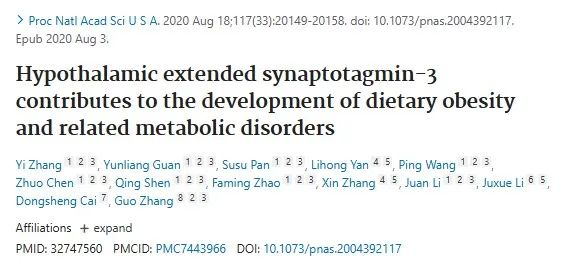 Proc Natl Acad Sci U S A. 2020 Aug 18;117(33):20149-20158. doi: 10.1073/pnas.2004392117.
Epub 2020 Aug 3.
Hypothalamic extended synaptotagmin-3
contributes to the development of dietary obesity
and related metabolic disorders
Yi Zhang 1 2 3, Yunliang Guan 1 2 3, Susu Pan 1 2 3, Lihong Yan 4 5, Ping Wang 1 2 3,
Zhuo Chen 1 2 3, Qing Shen 1 2 3, Faming Zhao 1 2 3, Xin Zhang 4 5, Juan Li 1 2 3, Juxue Li 6 5,
Dongsheng Cai 7, Guo Zhang 8 2 3
Affiliations + expand
PMID: 32747560 PMCID: PMC7443966 DOI: 10.1073/pnas.2004392117